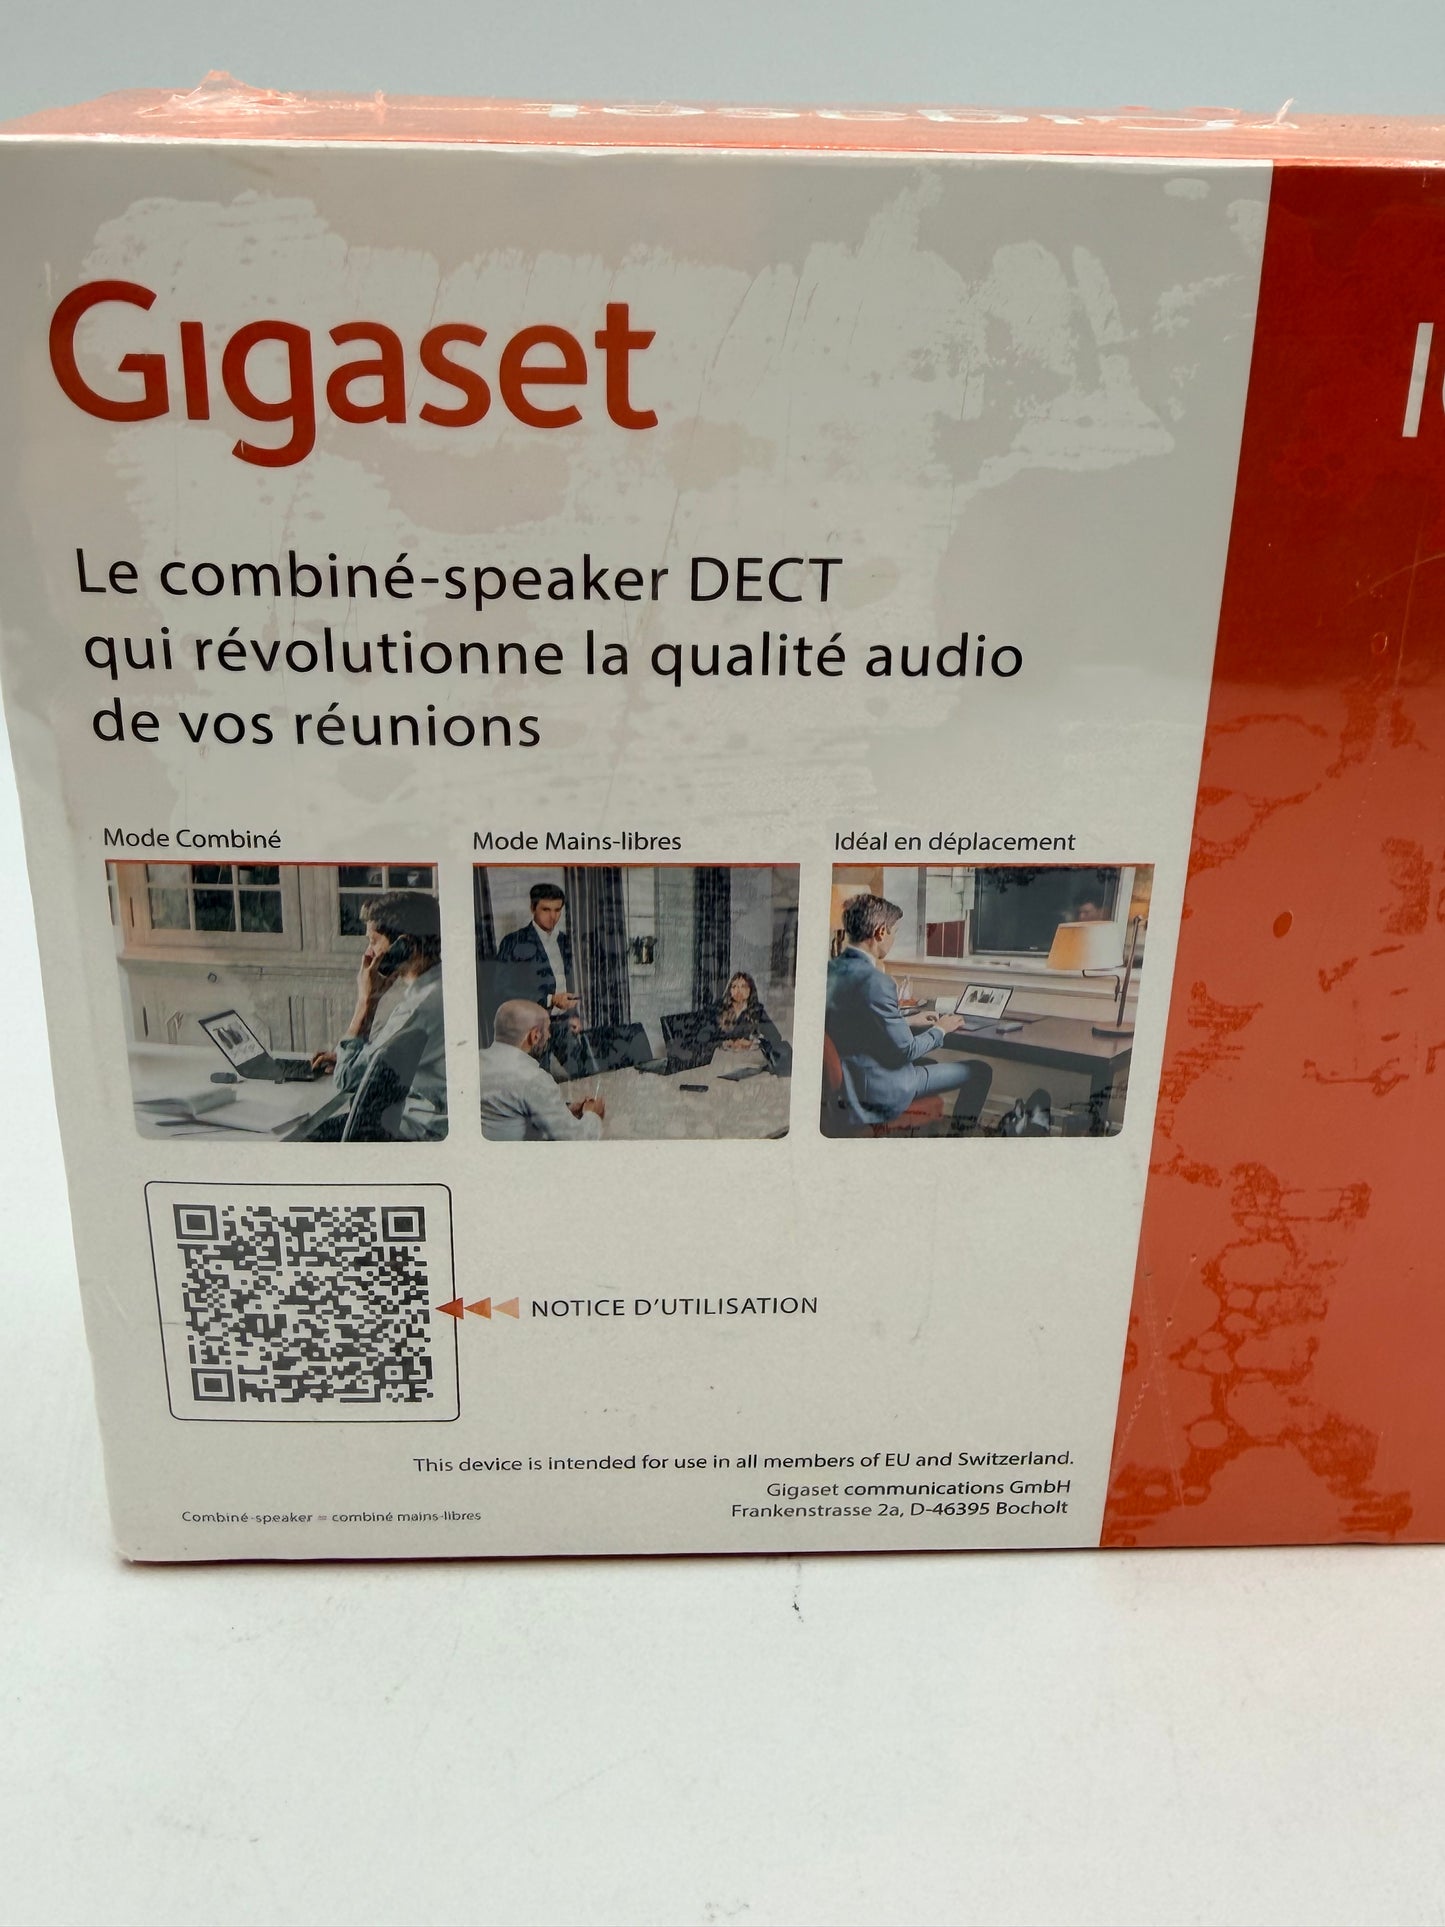 Gigaset
Gigaset
Le combiné-speaker DECT
qui révolutionne la qualité audio
de vos réunions
Mode Combiné
Mode Mains-libres
Idéal en déplacement
NOTICE D'UTILISATION
This device is intended for use in all members of EU and Switzerland.
Gigaset communications GmbH
Frankenstrasse 2a, D-46395 Bocholt
Combiné-speaker = combiné mains-libres